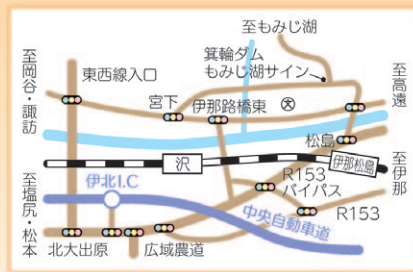 至もみじ湖
箕輪ダム
もみじ湖サイン
至岡谷・諏訪
東西線入口
宮下
伊那路橋東
文
至高遠
松島
沢
伊那松島
至伊那
至塩尻・松本
伊北I.C
R153
バイパス
中央自動車道
R153
北大出原
広域農道